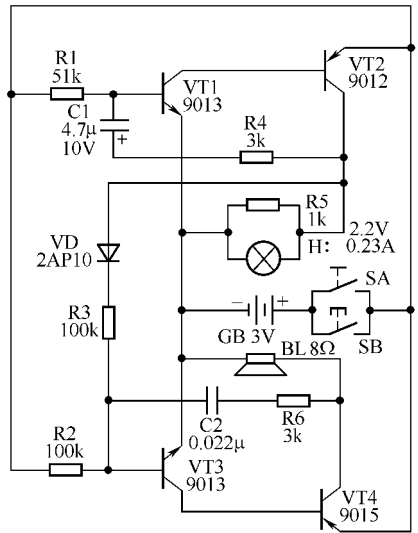 R1
51k
VT1
9013
VT2
9012
C1
4.7μ
10V
+
R4
3k
R5
1k
H:
2.2V
0.23A
VD
2AP10
− +
GB 3V
SA
SB
R3
100k
BL 8Ω
C2
0.022μ
R6
3k
R2
100k
VT3
9013
VT4
9015